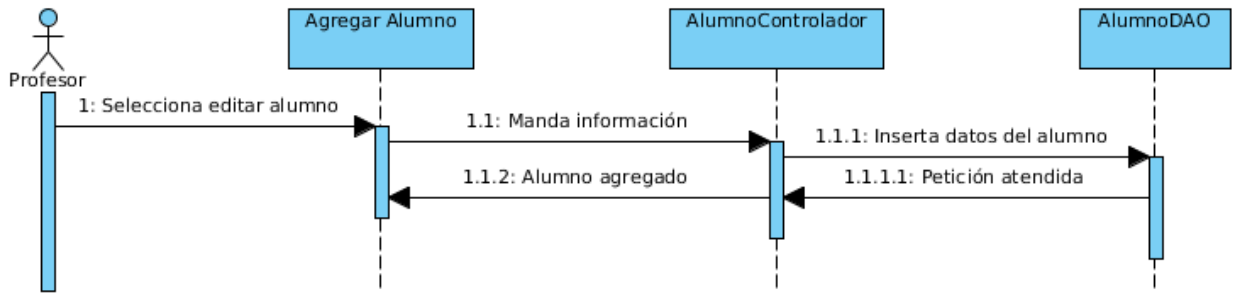 Agregar Alumno
AlumnoControlador
AlumnoDAO
Profesor
1: Selecciona editar alumno
1.1: Manda información
1.1.1: Inserta datos del alumno
1.1.2: Alumno agregado
1.1.1.1: Petición atendida